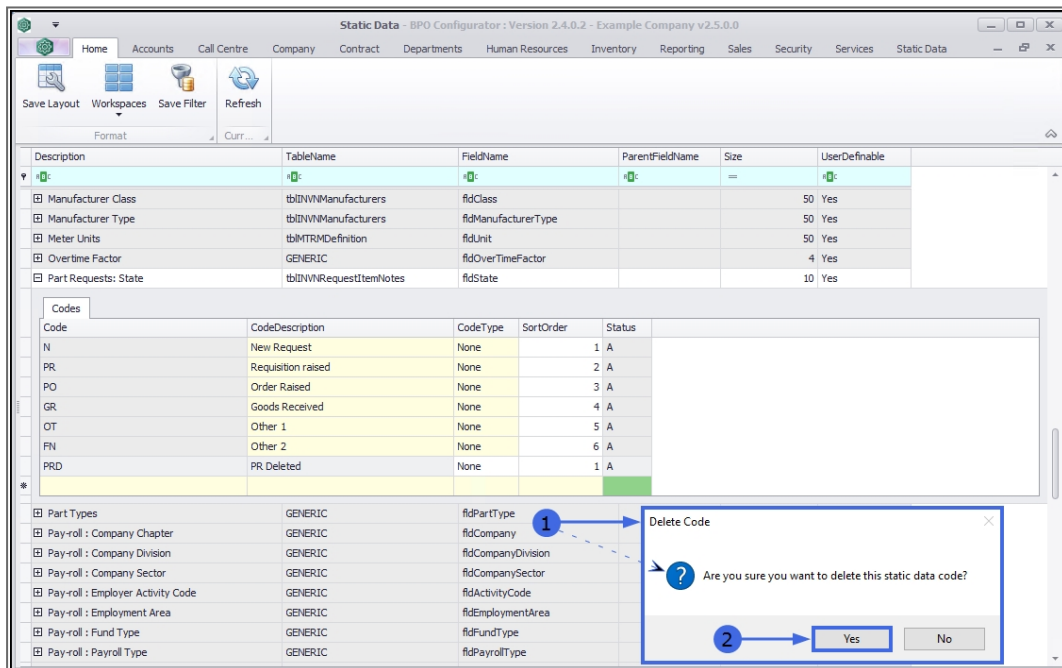 Static Data - BPO Configurator : Version 2.4.0.2 - Example Company v2.5.0.0
Home Accounts Call Centre Company Contract Departments Human Resources Inventory Reporting Sales Security Services Static Data
Save Layout Workspaces Save Filter Refresh
Format Curr...
Description TableName FieldName ParentFieldName Size UserDefinable
=
Manufacturer Class tblINVNManufacturers fldClass 50 Yes
Manufacturer Type tblINVNManufacturers fldManufacturerType 50 Yes
Meter Units tblMTRMDefinition fldUnit 50 Yes
Overtime Factor GENERIC fldOverTimeFactor 4 Yes
Part Requests: State tblINVNRequestItemNotes fldState 10 Yes
Codes
Code CodeDescription CodeType SortOrder Status
N New Request None 1 A
PR Requisition raised None 2 A
PO Order Raised None 3 A
GR Goods Received None 4 A
OT Other 1 None 5 A
FN Other 2 None 6 A
PRD PR Deleted None 1 A
Part Types GENERIC fldPartType
Pay-roll : Company Chapter GENERIC fldCompany
Pay-roll : Company Division GENERIC fldCompanyDivision
Pay-roll : Company Sector GENERIC fldCompanySector
Pay-roll : Employer Activity Code GENERIC fldActivityCode
Pay-roll : Employment Area GENERIC fldEmploymentArea
Pay-roll : Fund Type GENERIC fldFundType
Pay-roll : Payroll Type GENERIC fldPayrollType
1
Delete Code
? Are you sure you want to delete this static data code?
2
Yes No